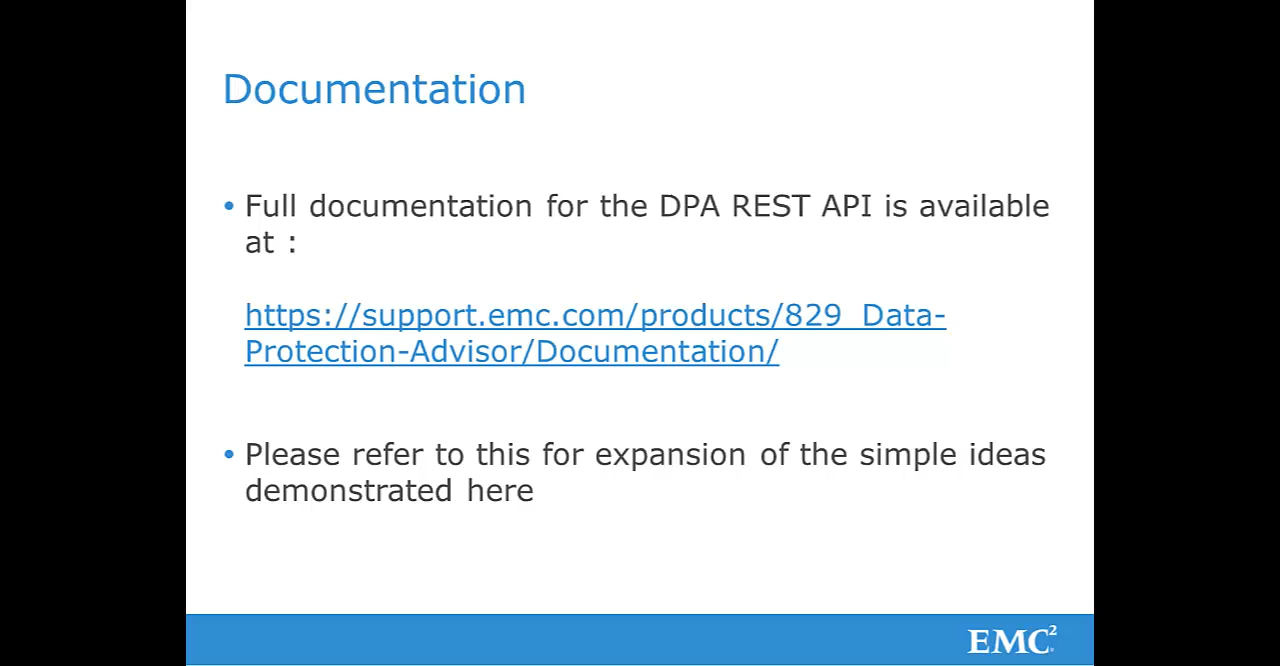 Documentation
• Full documentation for the DPA REST API is available
at :
https://support.emc.com/products/829_Data-
Protection-Advisor/Documentation/
• Please refer to this for expansion of the simple ideas
demonstrated here
EMC²